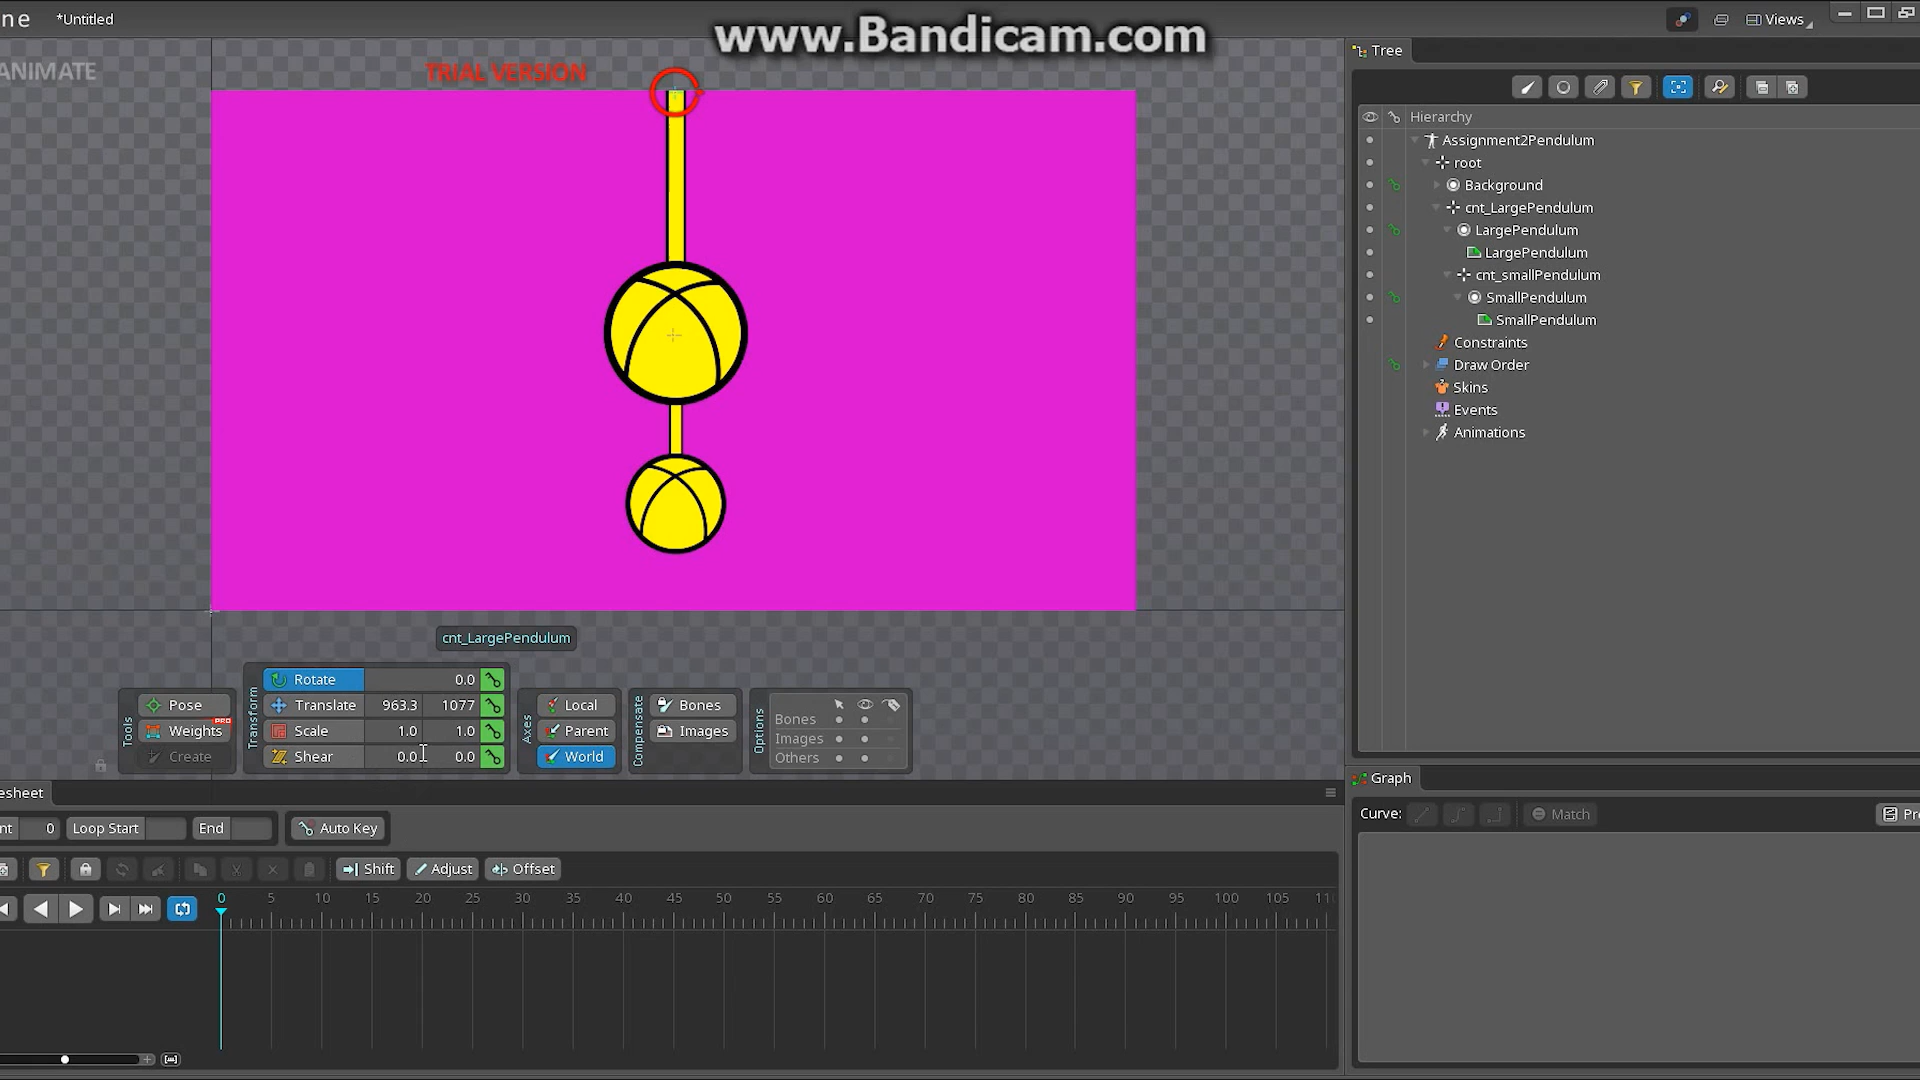 ne
*Untitled
www.Bandicam.com
Views
ANIMATE
TRIAL VERSION
Tree
Hierarchy
Assignment2Pendulum
root
Background
cnt_LargePendulum
LargePendulum
LargePendulum
cnt_smallPendulum
SmallPendulum
SmallPendulum
Constraints
Draw Order
Skins
Events
Animations
cnt_LargePendulum
Tools
Pose
Weights
PRO
Create
Transform
Rotate 0.0
Translate 963.3 1077
Scale 1.0 1.0
Shear 0.0 0.0
Axes
Local
Parent
World
Compensate
Bones
Images
Options
Bones
Images
Others
esheet
nt 0 Loop Start End Auto Key
Shift Adjust Offset
0 5 10 15 20 25 30 35 40 45 50 55 60 65 70 75 80 85 90 95 100 105 11
Graph
Curve: Match Pre